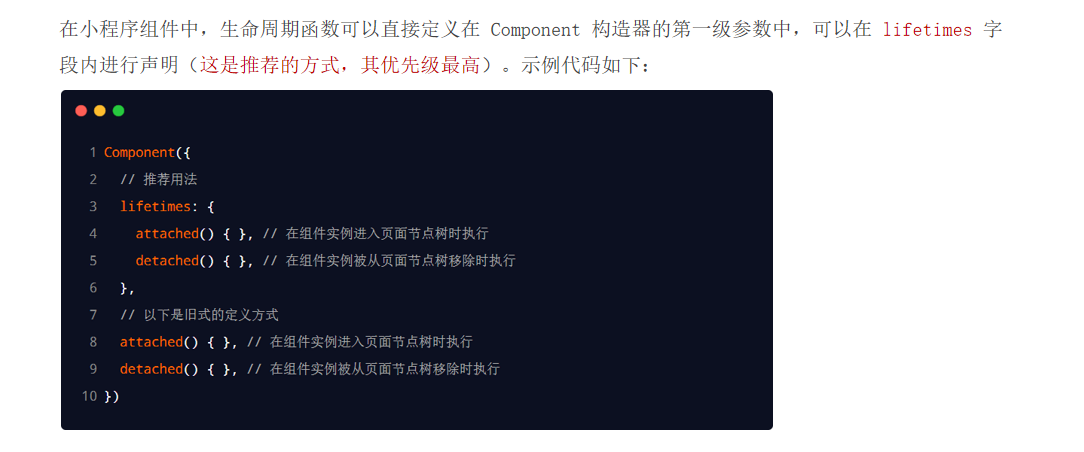 在小程序组件中，生命周期函数可以直接定义在 Component 构造器的第一级参数中，可以在 lifetimes 字
段内进行声明（这是推荐的方式，其优先级最高）。示例代码如下：
1 Component({
2   // 推荐用法
3   lifetimes: {
4     attached() { }, // 在组件实例进入页面节点树时执行
5     detached() { }, // 在组件实例被从页面节点树移除时执行
6   },
7   // 以下是旧式的定义方式
8   attached() { }, // 在组件实例进入页面节点树时执行
9   detached() { }, // 在组件实例被从页面节点树移除时执行
10 })